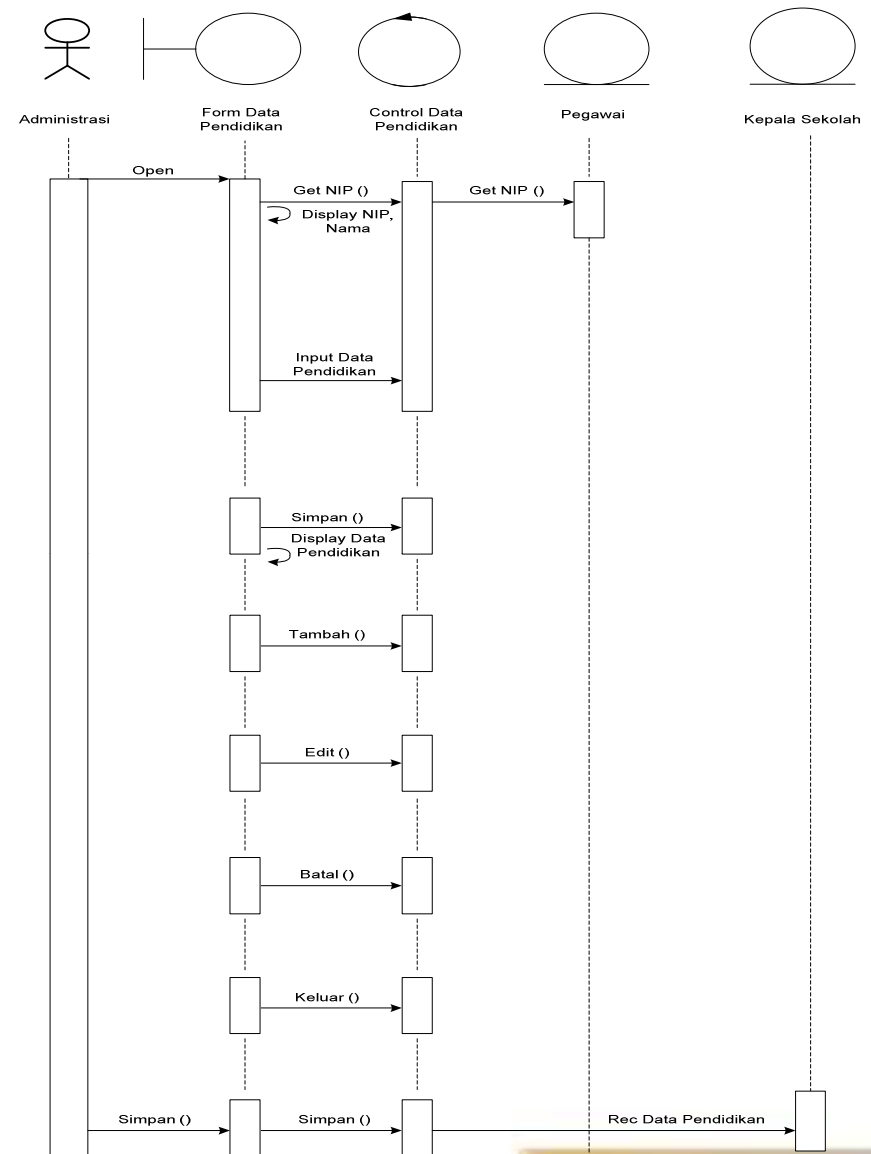 Administrasi
Form Data
Pendidikan
Control Data
Pendidikan
Pegawai
Kepala Sekolah
Open
Get NIP ()
Get NIP ()
Display NIP,
Nama
Input Data
Pendidikan
Simpan ()
Display Data
Pendidikan
Tambah ()
Edit ()
Batal ()
Keluar ()
Simpan ()
Simpan ()
Rec Data Pendidikan